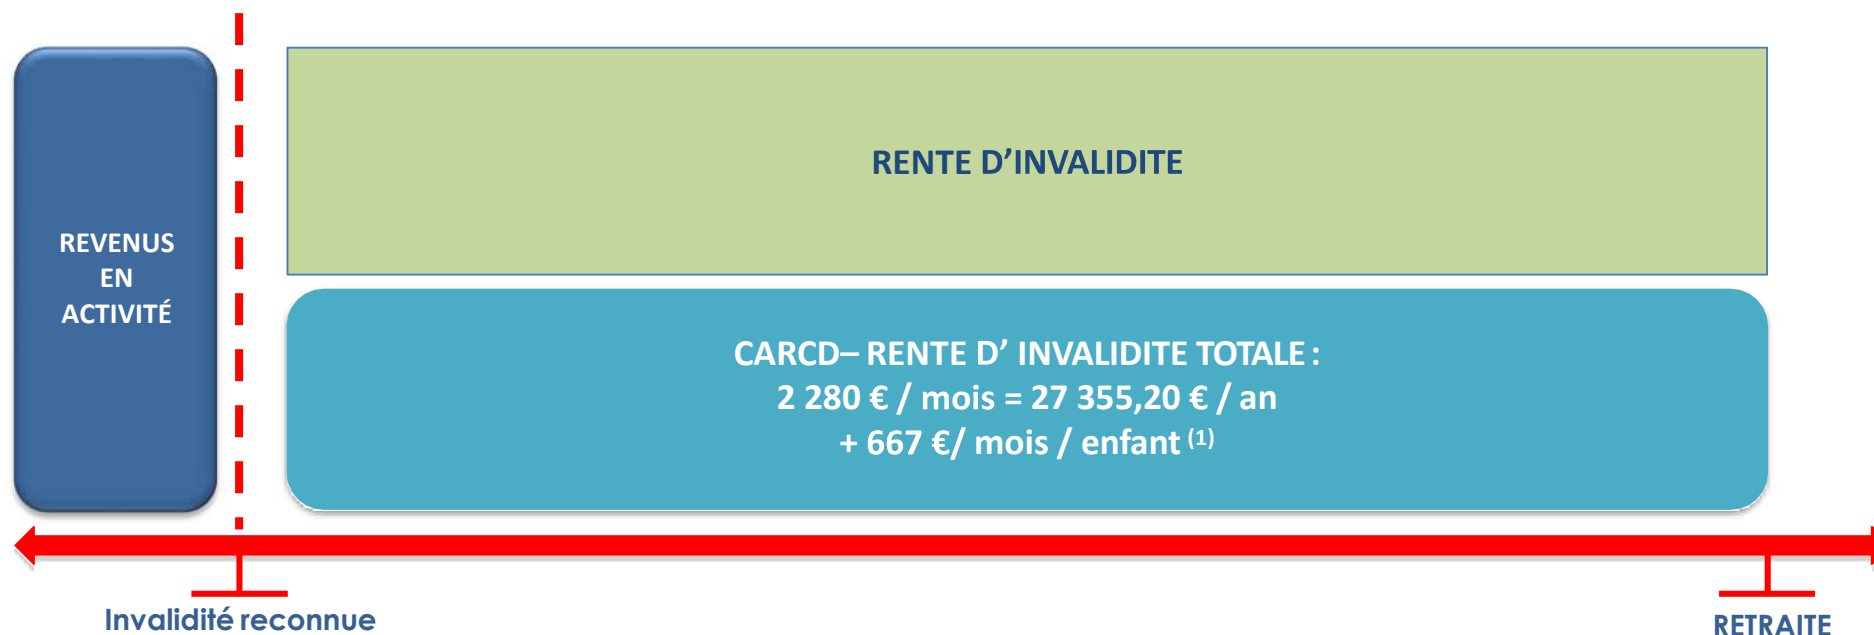 REVENUS
EN
ACTIVITÉ
RENTE D’INVALIDITE
CARCD– RENTE D’ INVALIDITE TOTALE :
2 280 € / mois = 27 355,20 € / an
+ 667 €/ mois / enfant (1)
Invalidité reconnue
RETRAITE